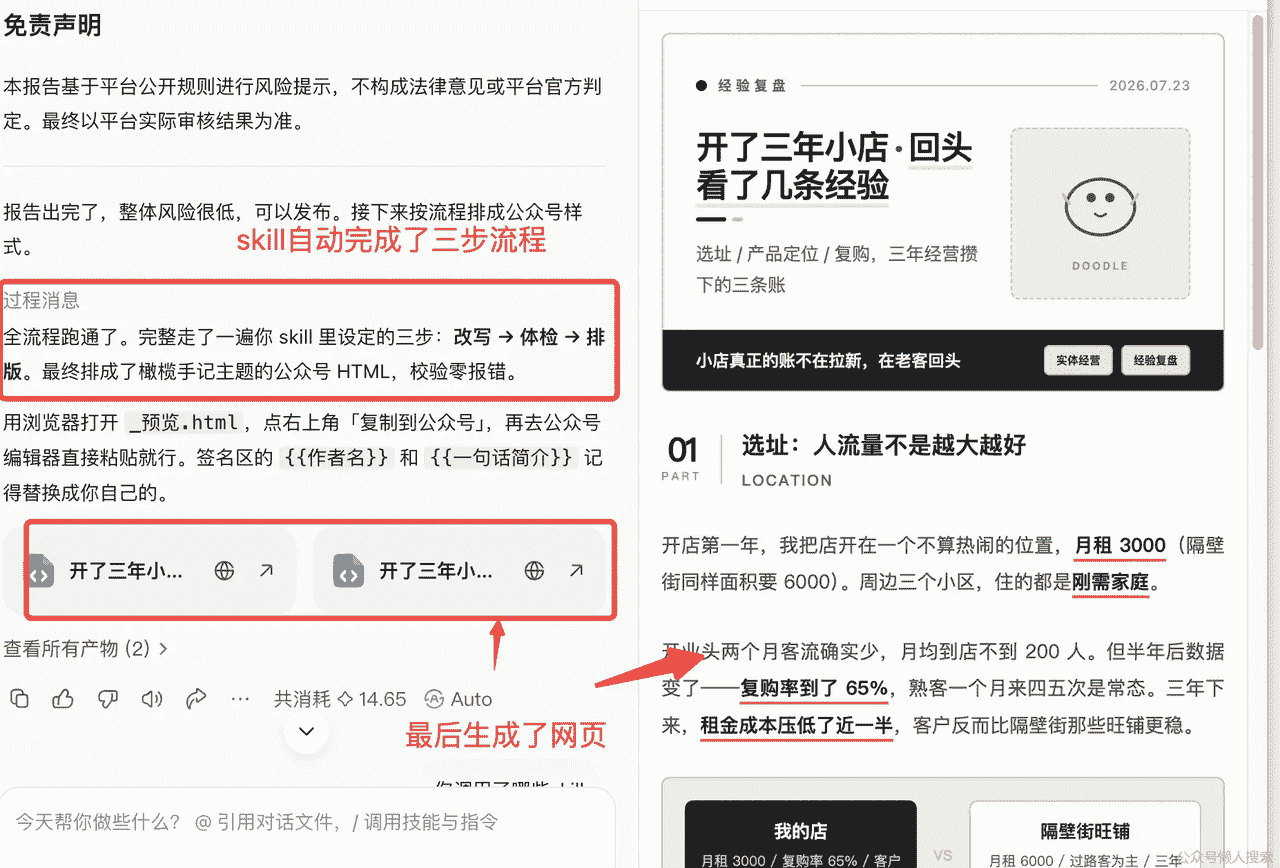 免责声明
本报告基于平台公开规则进行风险提示，不构成法律意见或平台官方判
定。最终以平台实际审核结果为准。
报告出完了，整体风险很低，可以发布。接下来按流程排成公众号样
式。
skill自动完成了三步流程
过程消息
全流程跑通了。完整走了一遍你 skill 里设定的三步：改写 → 体检 → 排
版。最终排成了橄榄手记主题的公众号 HTML，校验零报错。
用浏览器打开 _预览.html，点右上角「复制到公众号」，再去公众号
编辑器直接粘贴就行。签名区的 {{作者名}} 和 {{一句话简介}} 记
得替换成你自己的。
开了三年小...
开了三年小...
查看所有产物 (2)
共消耗 14.65 Auto
最后生成了网页
今天帮你做些什么？ @ 引用对话文件，/ 调用技能与指令
经验复盘
2026.07.23
开了三年小店·回头
看了几条经验
选址 / 产品定位 / 复购，三年经营攒
下的三条账
DOODLE
小店真正的账不在拉新，在老客回头
实体经营
经验复盘
01
PART
选址：人流量不是越大越好
LOCATION
开店第一年，我把店开在一个不算热闹的位置，月租 3000（隔壁
街同样面积要 6000）。周边三个小区，住的都是刚需家庭。
开业头两个月客流确实少，月均到店不到 200 人。但半年后数据
变了——复购率到了 65%，熟客一个月来四五次是常态。三年下
来，租金成本压低了近一半，客户反而比隔壁街那些旺铺更稳。
我的店
月租 3000 / 复购率 65% / 客户
VS
隔壁街旺铺
月租 6000 / 过路客为主 / 三年
公众号懒人搜索